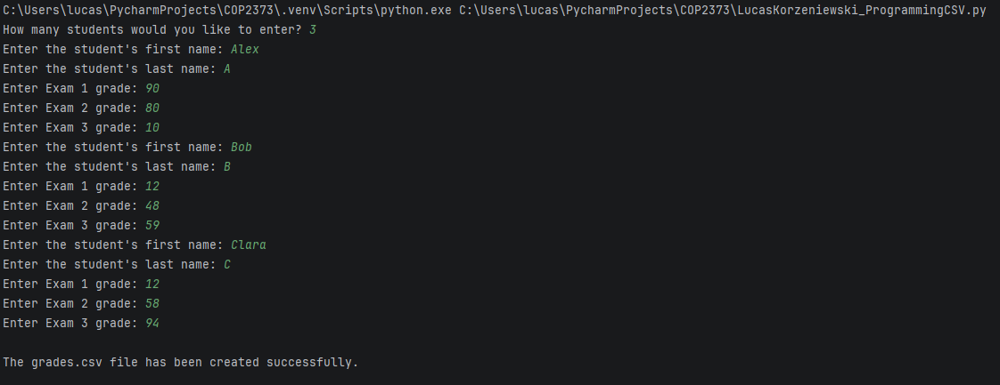 C:\Users\lucas\PycharmProjects\COP2373\.venv\Scripts\python.exe C:\Users\lucas\PycharmProjects\COP2373\LucasKorzeniewski_ProgrammingCSV.py
How many students would you like to enter? 3
Enter the student's first name: Alex
Enter the student's last name: A
Enter Exam 1 grade: 90
Enter Exam 2 grade: 80
Enter Exam 3 grade: 10
Enter the student's first name: Bob
Enter the student's last name: B
Enter Exam 1 grade: 12
Enter Exam 2 grade: 48
Enter Exam 3 grade: 59
Enter the student's first name: Clara
Enter the student's last name: C
Enter Exam 1 grade: 12
Enter Exam 2 grade: 58
Enter Exam 3 grade: 94
The grades.csv file has been created successfully.